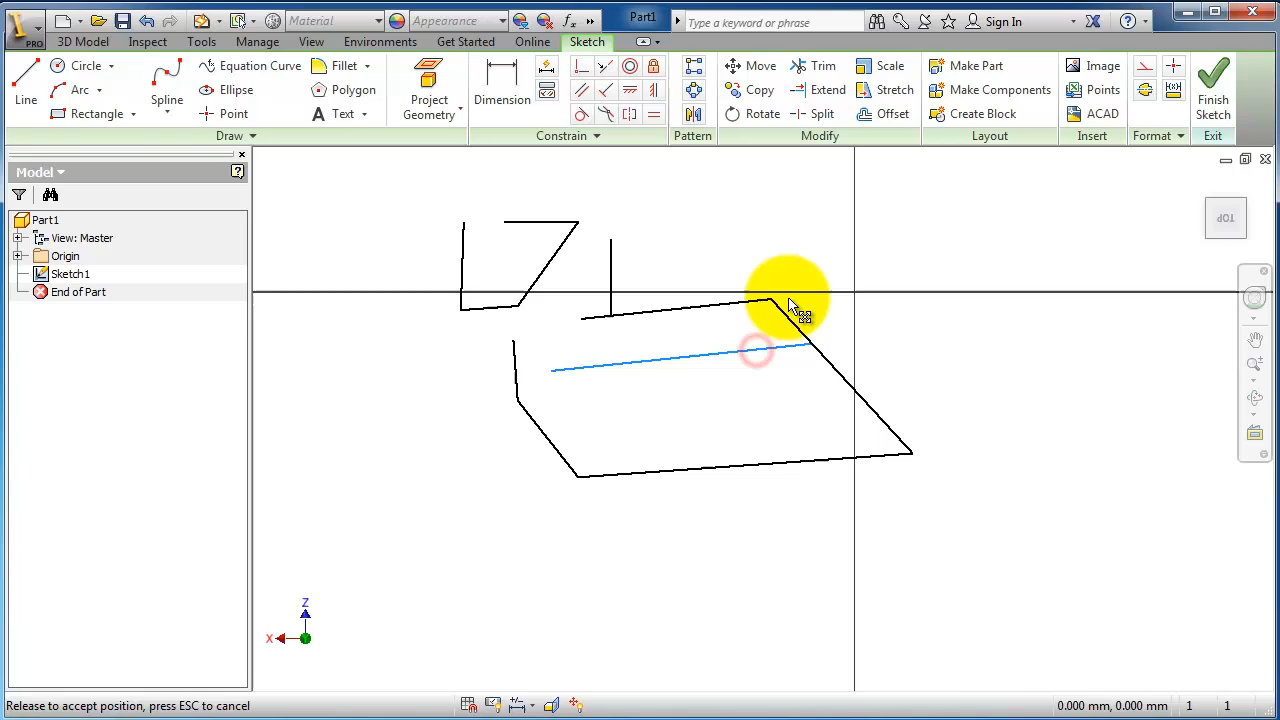 Material
Appearance
Part1
Type a keyword or phrase
Sign In
PRO
3D Model
Inspect
Tools
Manage
View
Environments
Get Started
Online
Sketch
Line
Circle
Arc
Rectangle
Spline
Equation Curve
Ellipse
Point
Fillet
Polygon
Text
Project
Geometry
Dimension
Move
Copy
Rotate
Trim
Extend
Split
Scale
Stretch
Offset
Make Part
Make Components
Create Block
Image
Points
ACAD
Finish
Sketch
Draw
Constrain
Pattern
Modify
Layout
Insert
Format
Exit
Model
Part1
View: Master
Origin
Sketch1
End of Part
TOP
Z
X
Release to accept position, press ESC to cancel
0.000 mm, 0.000 mm
1
1